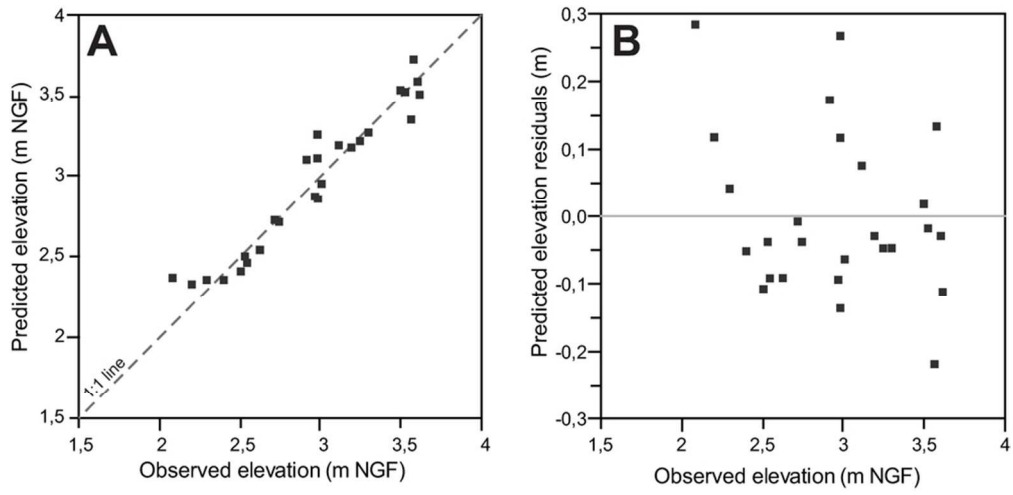 A
4
3,5
3
2,5
2
1,5
Predicted elevation (m NGF)
1:1 line
1,5 2 2,5 3 3,5 4
Observed elevation (m NGF)
B
0,3
0,2
0,1
0,0
-0,1
-0,2
-0,3
Predicted elevation residuals (m)
1,5 2 2,5 3 3,5 4
Observed elevation (m NGF)